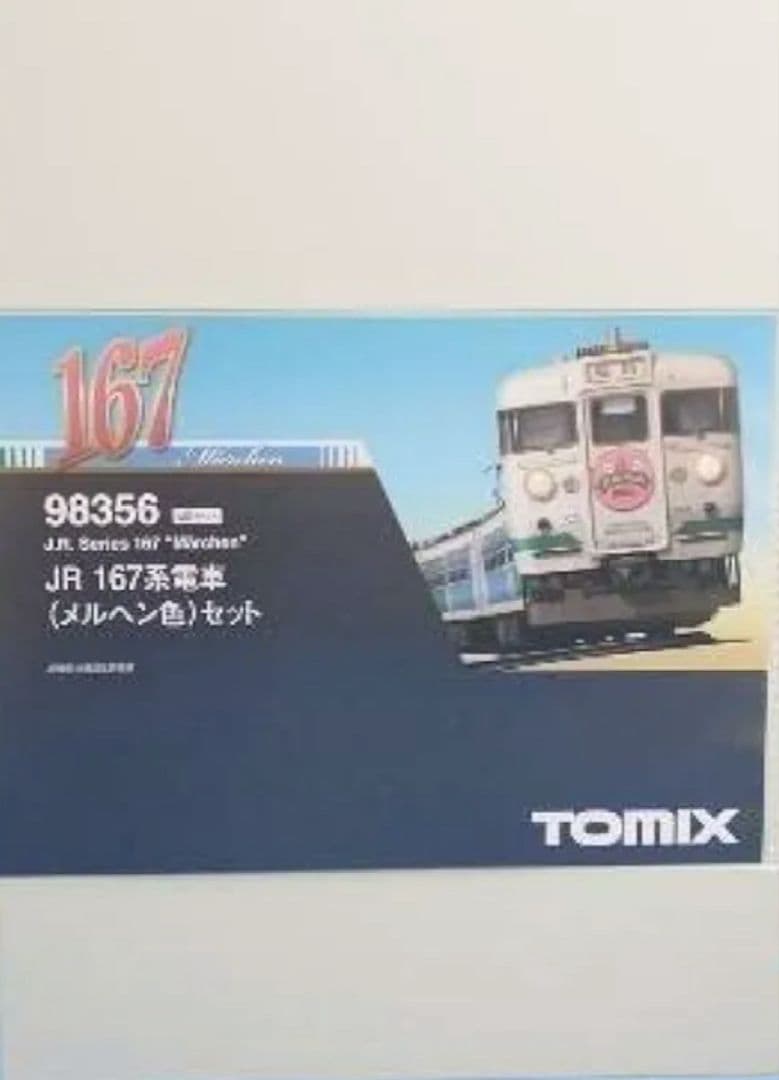 167
Märchen
98356
J.R. Series 167 "Märchen"
JR 167系電車
(メルヘン色)セット
TOMIX